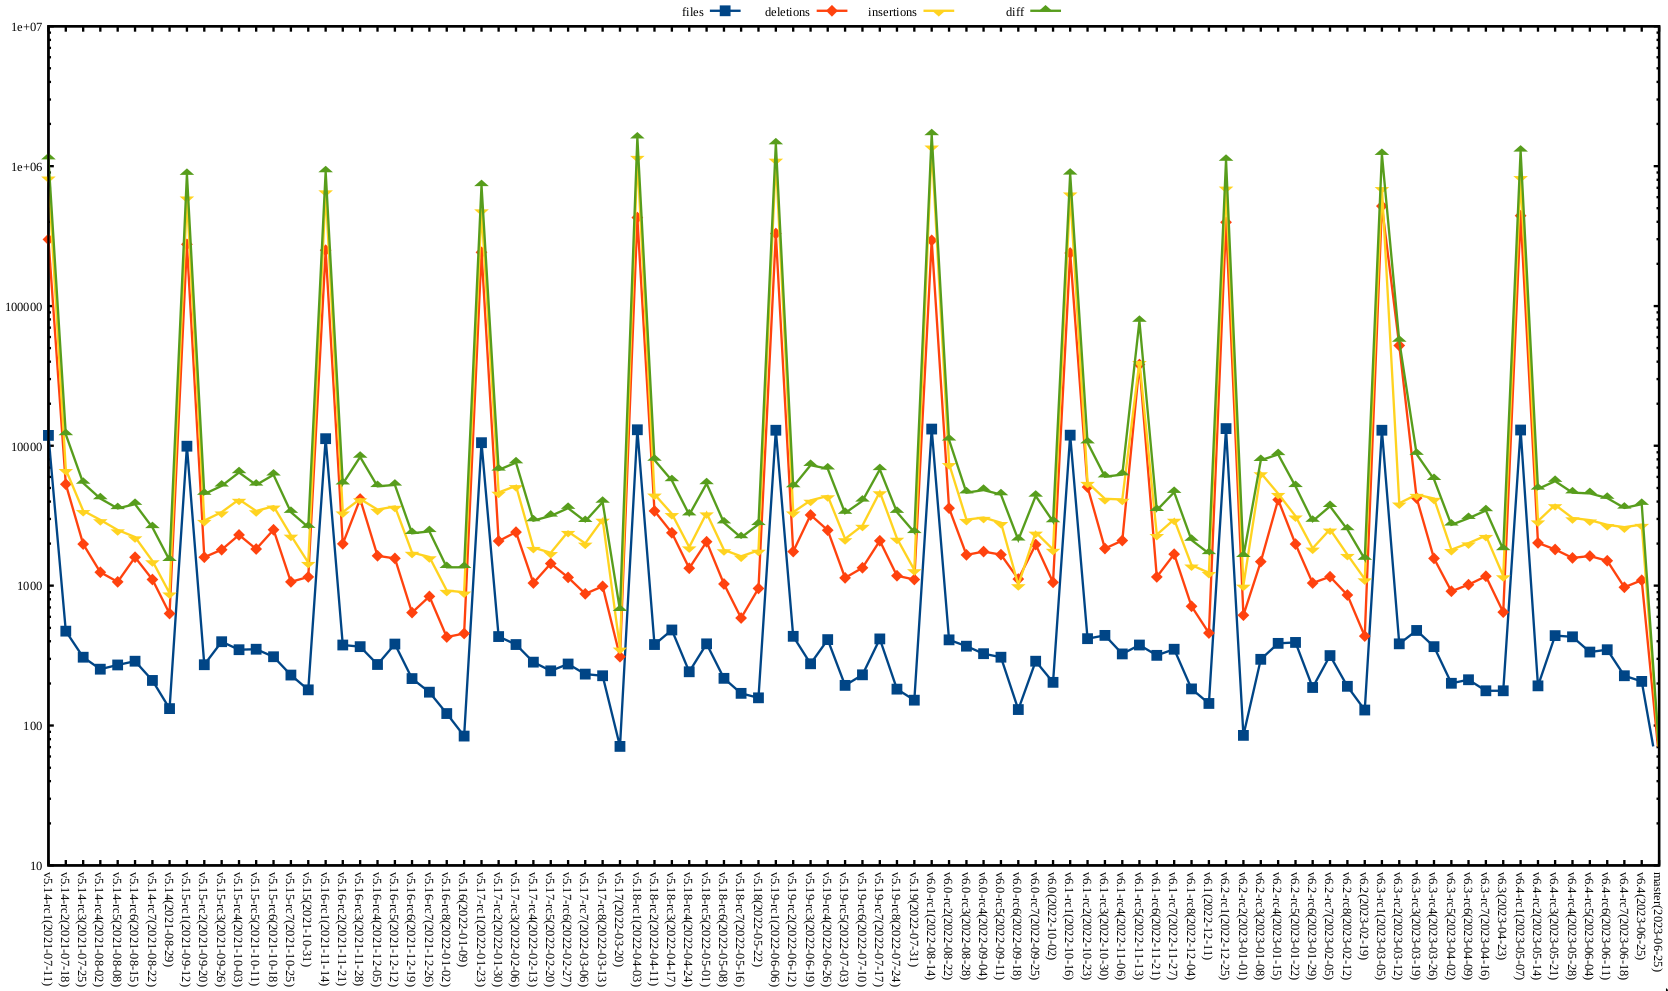 files
deletions
insertions
diff
1e+07
1e+06
100000
10000
1000
100
10
v5.14-rc1(2021-07-11)
v5.14-rc2(2021-07-18)
v5.14-rc3(2021-07-25)
v5.14-rc4(2021-08-02)
v5.14-rc5(2021-08-08)
v5.14-rc6(2021-08-15)
v5.14-rc7(2021-08-22)
v5.14(2021-08-29)
v5.15-rc1(2021-09-12)
v5.15-rc2(2021-09-20)
v5.15-rc3(2021-09-26)
v5.15-rc4(2021-10-03)
v5.15-rc5(2021-10-11)
v5.15-rc6(2021-10-18)
v5.15-rc7(2021-10-25)
v5.15(2021-10-31)
v5.16-rc1(2021-11-14)
v5.16-rc2(2021-11-21)
v5.16-rc3(2021-11-28)
v5.16-rc4(2021-12-05)
v5.16-rc5(2021-12-12)
v5.16-rc6(2021-12-19)
v5.16-rc7(2021-12-26)
v5.16-rc8(2022-01-02)
v5.16(2022-01-09)
v5.17-rc1(2022-01-23)
v5.17-rc2(2022-01-30)
v5.17-rc3(2022-02-06)
v5.17-rc4(2022-02-13)
v5.17-rc5(2022-02-20)
v5.17-rc6(2022-02-27)
v5.17-rc7(2022-03-06)
v5.17-rc8(2022-03-13)
v5.17(2022-03-20)
v5.18-rc1(2022-04-03)
v5.18-rc2(2022-04-11)
v5.18-rc3(2022-04-17)
v5.18-rc4(2022-04-24)
v5.18-rc5(2022-05-01)
v5.18-rc6(2022-05-08)
v5.18-rc7(2022-05-16)
v5.18(2022-05-22)
v5.19-rc1(2022-06-06)
v5.19-rc2(2022-06-12)
v5.19-rc3(2022-06-19)
v5.19-rc4(2022-06-26)
v5.19-rc5(2022-07-03)
v5.19-rc6(2022-07-10)
v5.19-rc7(2022-07-17)
v5.19-rc8(2022-07-24)
v5.19(2022-07-31)
v6.0-rc1(2022-08-14)
v6.0-rc2(2022-08-22)
v6.0-rc3(2022-08-28)
v6.0-rc4(2022-09-04)
v6.0-rc5(2022-09-11)
v6.0-rc6(2022-09-18)
v6.0-rc7(2022-09-25)
v6.0(2022-10-02)
v6.1-rc1(2022-10-16)
v6.1-rc2(2022-10-23)
v6.1-rc3(2022-10-30)
v6.1-rc4(2022-11-06)
v6.1-rc5(2022-11-13)
v6.1-rc6(2022-11-21)
v6.1-rc7(2022-11-27)
v6.1-rc8(2022-12-04)
v6.1(2022-12-11)
v6.2-rc1(2022-12-25)
v6.2-rc2(2023-01-01)
v6.2-rc3(2023-01-08)
v6.2-rc4(2023-01-15)
v6.2-rc5(2023-01-22)
v6.2-rc6(2023-01-29)
v6.2-rc7(2023-02-05)
v6.2-rc8(2023-02-12)
v6.2(2023-02-19)
v6.3-rc1(2023-03-05)
v6.3-rc2(2023-03-12)
v6.3-rc3(2023-03-19)
v6.3-rc4(2023-03-26)
v6.3-rc5(2023-04-02)
v6.3-rc6(2023-04-09)
v6.3-rc7(2023-04-16)
v6.3(2023-04-23)
v6.4-rc1(2023-05-07)
v6.4-rc2(2023-05-14)
v6.4-rc3(2023-05-21)
v6.4-rc4(2023-05-28)
v6.4-rc5(2023-06-04)
v6.4-rc6(2023-06-11)
v6.4-rc7(2023-06-18)
v6.4(2023-06-25)
master(2023-06-25)